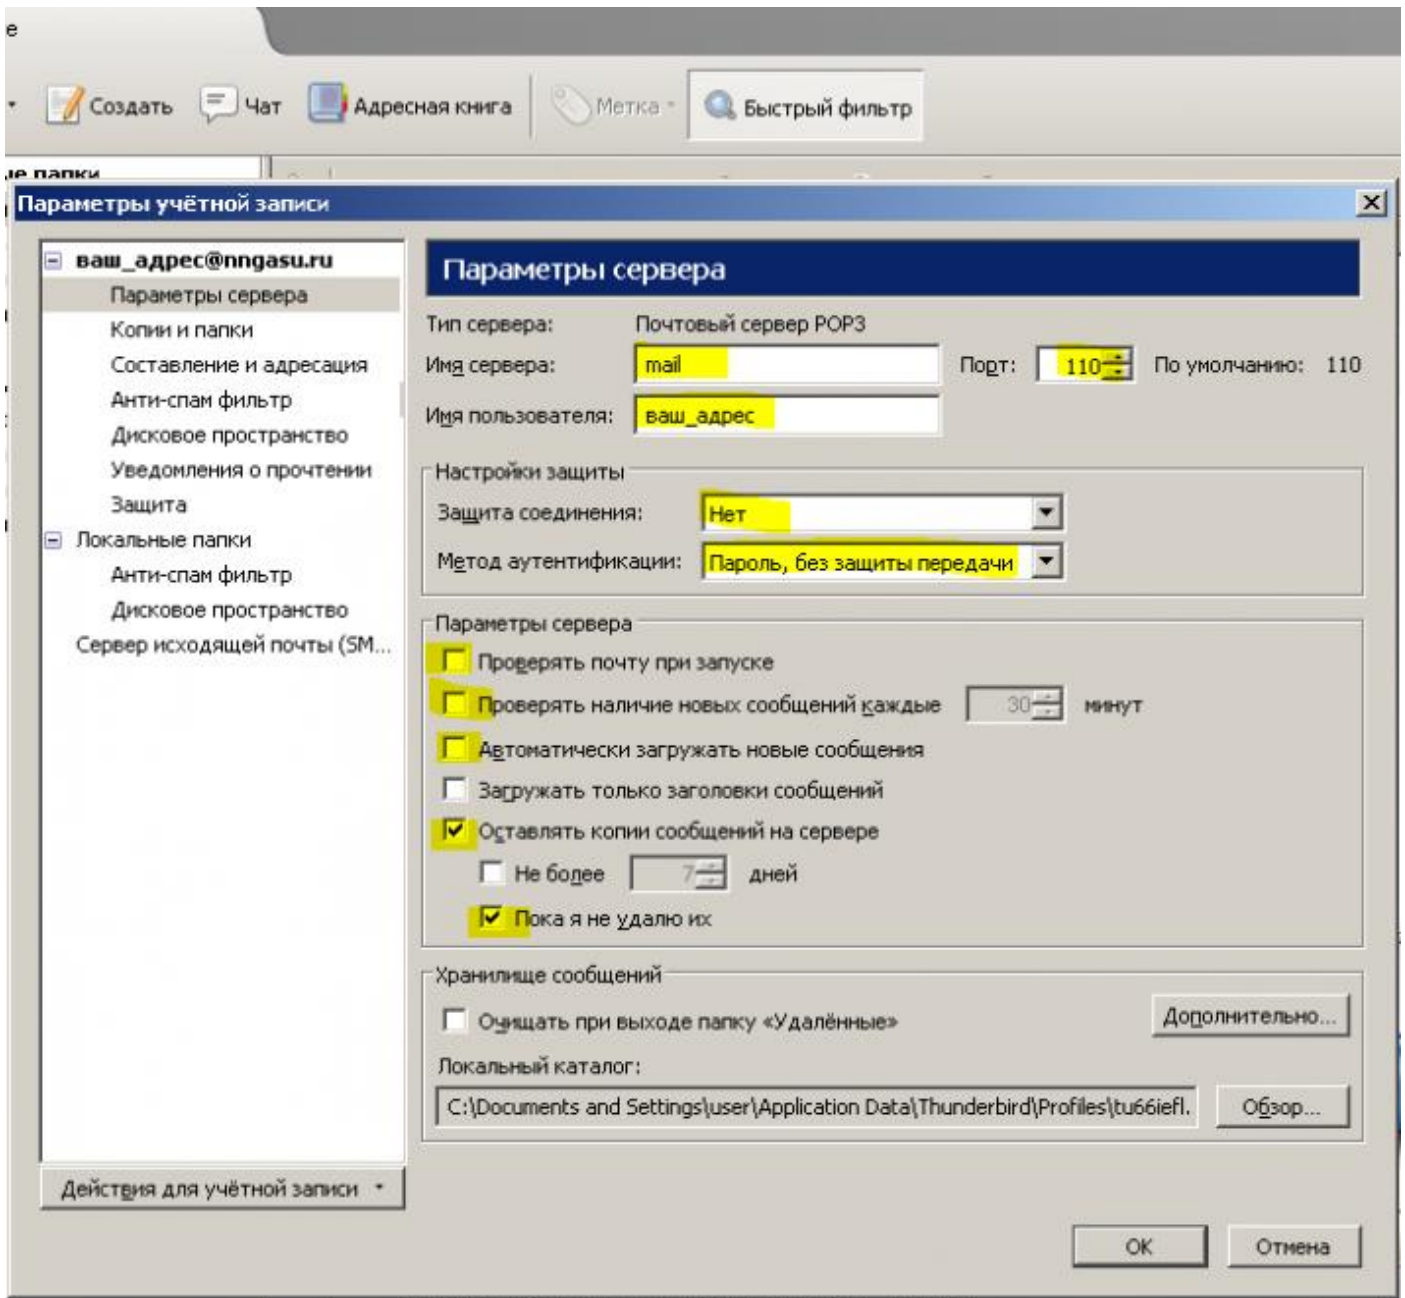 е
Создать Чат Адресная книга Метка Быстрый фильтр
ые папки
Параметры учётной записи
ваш_адрес@nngasu.ru
Параметры сервера
Копии и папки
Составление и адресация
Анти-спам фильтр
Дисковое пространство
Уведомления о прочтении
Защита
Локальные папки
Анти-спам фильтр
Дисковое пространство
Сервер исходящей почты (SM...
Действия для учётной записи
Параметры сервера
Тип сервера: Почтовый сервер POP3
Имя сервера: mail Порт: 110 По умолчанию: 110
Имя пользователя: ваш_адрес
Настройки защиты
Защита соединения: Нет
Метод аутентификации: Пароль, без защиты передачи
Параметры сервера
Проверять почту при запуске
Проверять наличие новых сообщений каждые 30 минут
Автоматически загружать новые сообщения
Загружать только заголовки сообщений
Оставлять копии сообщений на сервере
Не более 7 дней
Пока я не удалю их
Хранилище сообщений
Очищать при выходе папку «Удалённые»
Дополнительно...
Локальный каталог:
C:\Documents and Settings\user\Application Data\Thunderbird\Profiles\tu66iefl. Обзор...
ОК Отмена